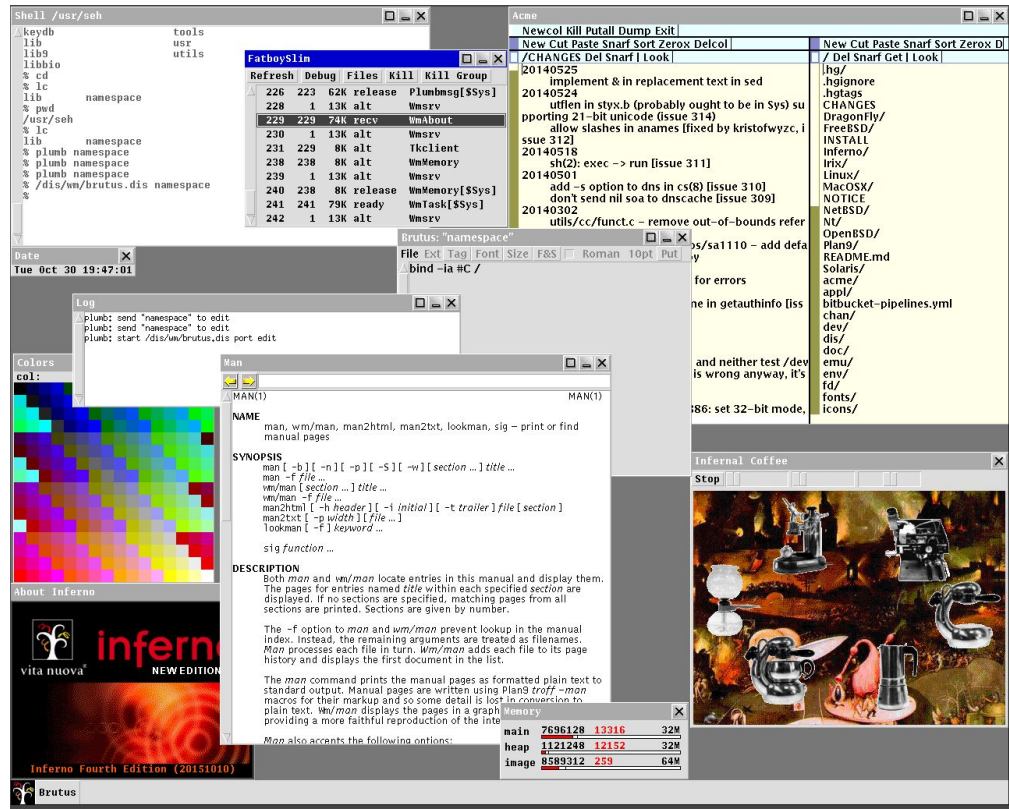 Shell /usr/seh
keydb tools
lib usr
lib9 utils
libbio
% cd
% lc
lib namespace
% pwd
/usr/seh
% lc
lib namespace
% plumb namespace
% plumb namespace
% plumb namespace
% /dis/wm/brutus.dis namespace
%
FatboySlim
Refresh Debug Files Kill Kill Group
226 223 62K release Plumbmsg[$Sys]
228 1 13K alt Wmsrv
229 229 74K recv WmAbout
230 1 13K alt Wmsrv
231 229 8K alt Tkclient
238 238 8K alt WmMemory
239 1 13K alt Wmsrv
240 238 8K release WmMemory[$Sys]
241 241 79K ready WmTask[$Sys]
242 1 13K alt Wmsrv
Acme
Newcol Kill Putall Dump Exit
New Cut Paste Snarf Sort Zerox Delcol
/CHANGES Del Snarf | Look
20140525
implement & in replacement text in sed
20140524
utflen in styx.b (probably ought to be in Sys) su
pporting 21-bit unicode (issue 314)
allow slashes in anames [fixed by kristofwyzc, i
ssue 312]
20140518
sh(2): exec -> run [issue 311]
20140501
add -s option to dns in cs(8) [issue 310]
don't send nil soa to dnscache [issue 309]
20140302
utils/cc/funct.c - remove out-of-bounds refer
os/sa1110 - add defa
y
for errors
ne in getauthinfo [iss
and neither test /dev
is wrong anyway, it's
386: set 32-bit mode,
New Cut Paste Snarf Sort Zerox D
/ Del Snarf Get | Look
.hg/
.hgignore
.hgtags
CHANGES
DragonFly/
FreeBSD/
INSTALL
Inferno/
Irix/
Linux/
MacOSX/
NOTICE
NetBSD/
Nt/
OpenBSD/
Plan9/
README.md
Solaris/
acme/
appl/
bitbucket-pipelines.yml
chan/
dev/
dis/
doc/
emu/
env/
fd/
fonts/
icons/
Date
Tue Oct 30 19:47:01
Brutus: "namespace"
File Ext Tag Font Size F&S Roman 10pt Put
bind -ia #C /
Log
plumb: send "namespace" to edit
plumb: send "namespace" to edit
plumb: start /dis/wm/brutus.dis port edit
Colors
col:
Man
MAN(1) MAN(1)
NAME
man, wm/man, man2html, man2txt, lookman, sig - print or find
manual pages
SYNOPSIS
man [ -b][ -n][ -p][ -S][ -w][ section ...] title ...
man -f file ...
wm/man [ section ...] title ...
wm/man -f file ...
man2html [ -h header][ -i initial][ -t trailer] file [ section ]
man2txt [ -p width][ file ...]
lookman [ -f ] keyword ...
sig function ...
DESCRIPTION
Both man and wm/man locate entries in this manual and display them.
The pages for entries named title within each specified section are
displayed. If no sections are specified, matching pages from all
sections are printed. Sections are given by number.
The -f option to man and wm/man prevent lookup in the manual
index. Instead, the remaining arguments are treated as filenames.
Man processes each file in turn. Wm/man adds each file to its page
history and displays the first document in the list.
The man command prints the manual pages as formatted plain text to
standard output. Manual pages are written using Plan9 troff -man
macros for their markup and so some detail is lost in conversion to
plain text. Wm/man displays the pages in a graph
providing a more faithful reproduction of the inte
Man also accepts the following options:
Infernal Coffee
Stop
About Inferno
vita nuova
inferno
NEW EDITION
Inferno Fourth Edition (20151010)
Memory
main 7696128 13316 32M
heap 1121248 12152 32M
image 8589312 259 64M
Brutus